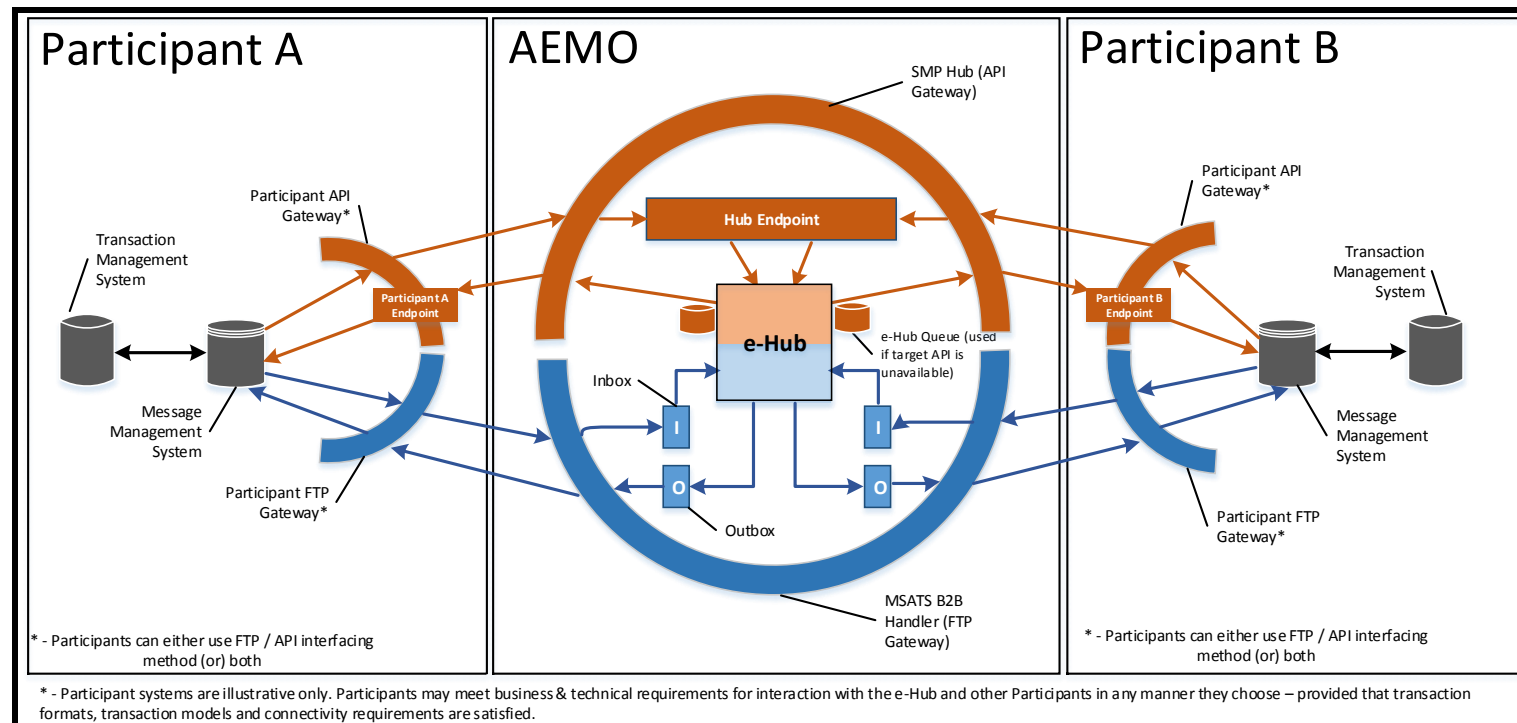 Participant A
AEMO
Participant B
SMP Hub (API
Gateway)
Participant API
Gateway*
Transaction
Management
System
Participant A
Endpoint
Message
Management
System
Participant FTP
Gateway*
Hub Endpoint
e-Hub
e-Hub Queue (used
if target API is
unavailable)
Inbox
I
I
O
O
Outbox
MSATS B2B
Handler (FTP
Gateway)
Participant API
Gateway*
Transaction
Management
System
Participant B
Endpoint
Message
Management
System
Participant FTP
Gateway*
* - Participants can either use FTP / API interfacing
method (or) both
* - Participants can either use FTP / API interfacing
method (or) both
* - Participant systems are illustrative only. Participants may meet business & technical requirements for interaction with the e-Hub and other Participants in any manner they choose – provided that transaction
formats, transaction models and connectivity requirements are satisfied.